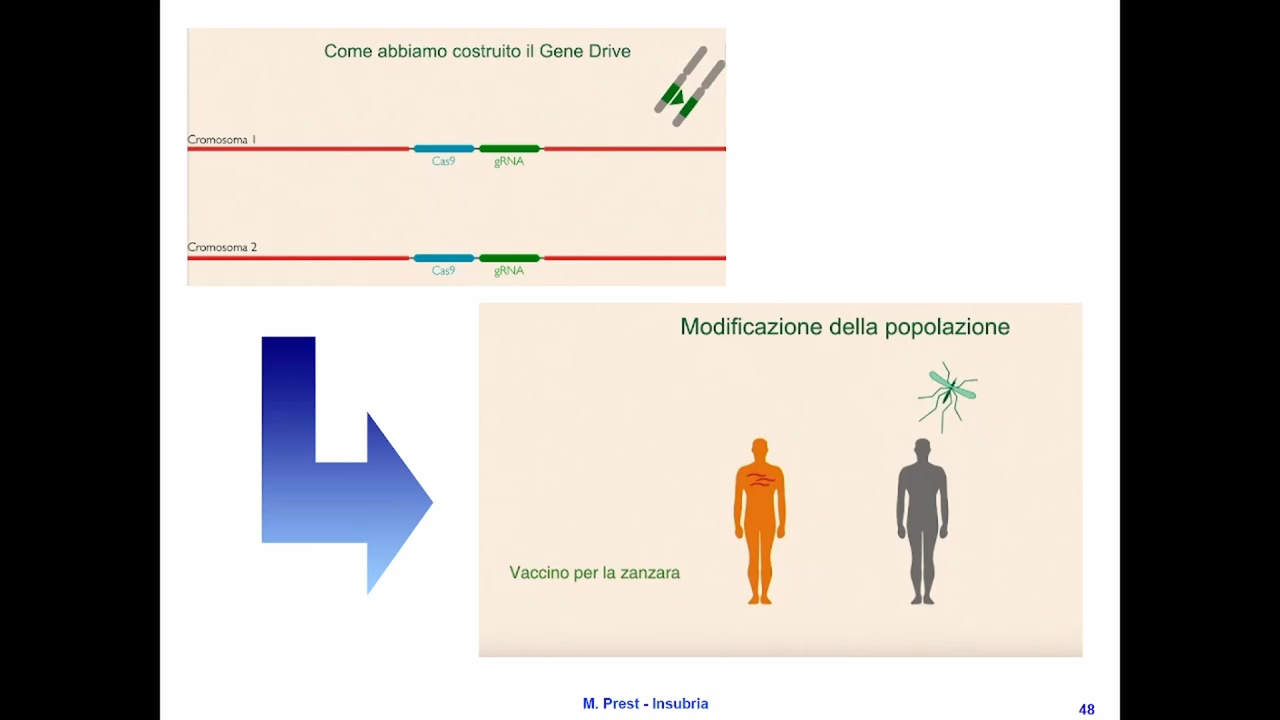 Come abbiamo costruito il Gene Drive
Cromosoma 1
Cas9 gRNA
Cromosoma 2
Cas9 gRNA
Modificazione della popolazione
Vaccino per la zanzara
M. Prest - Insubria
48